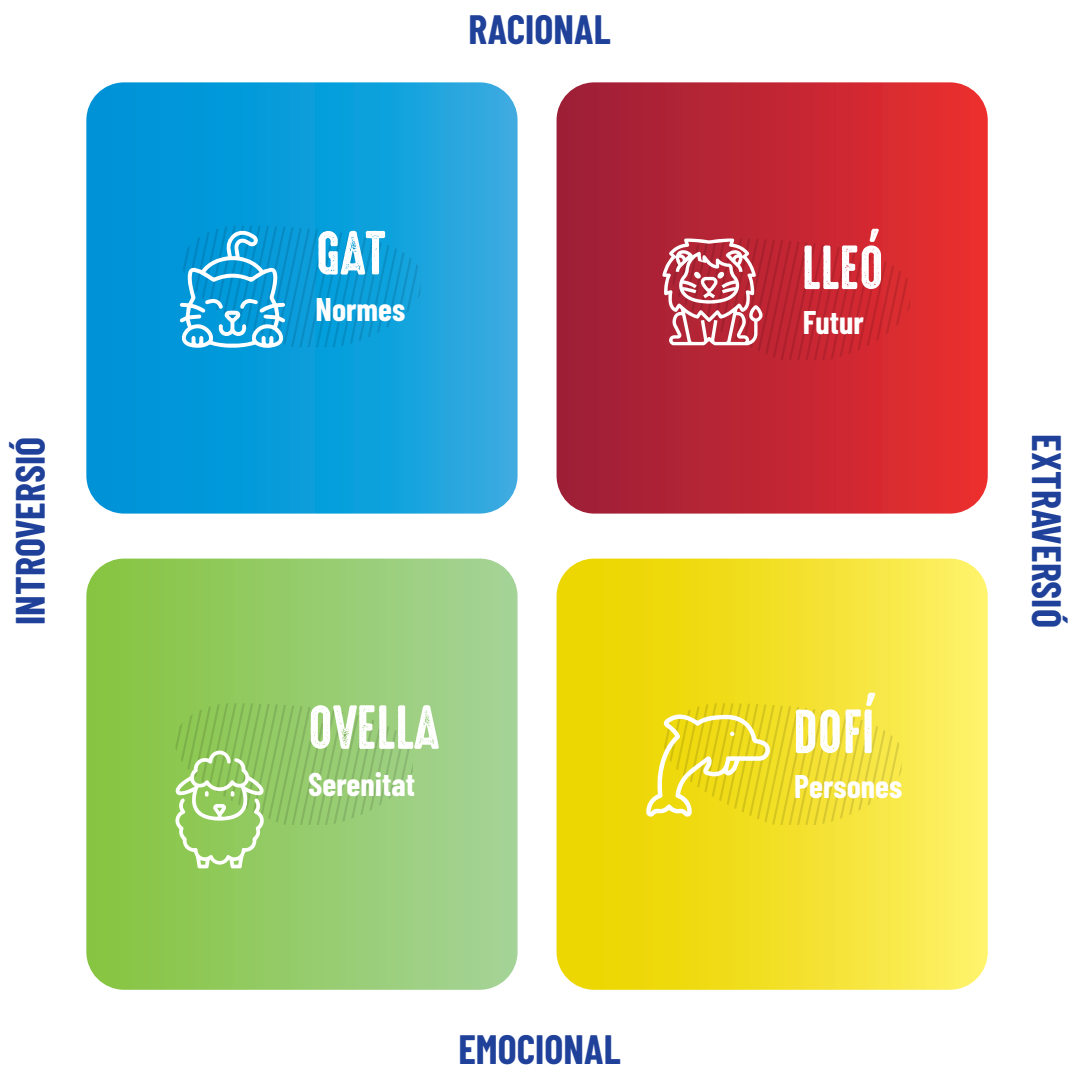 RACIONAL
GAT
Normes
LLEÓ
Futur
INTROVERSIÓ
EXTRAVERSIÓ
OVELLA
Serenitat
DOFÍ
Persones
EMOCIONAL